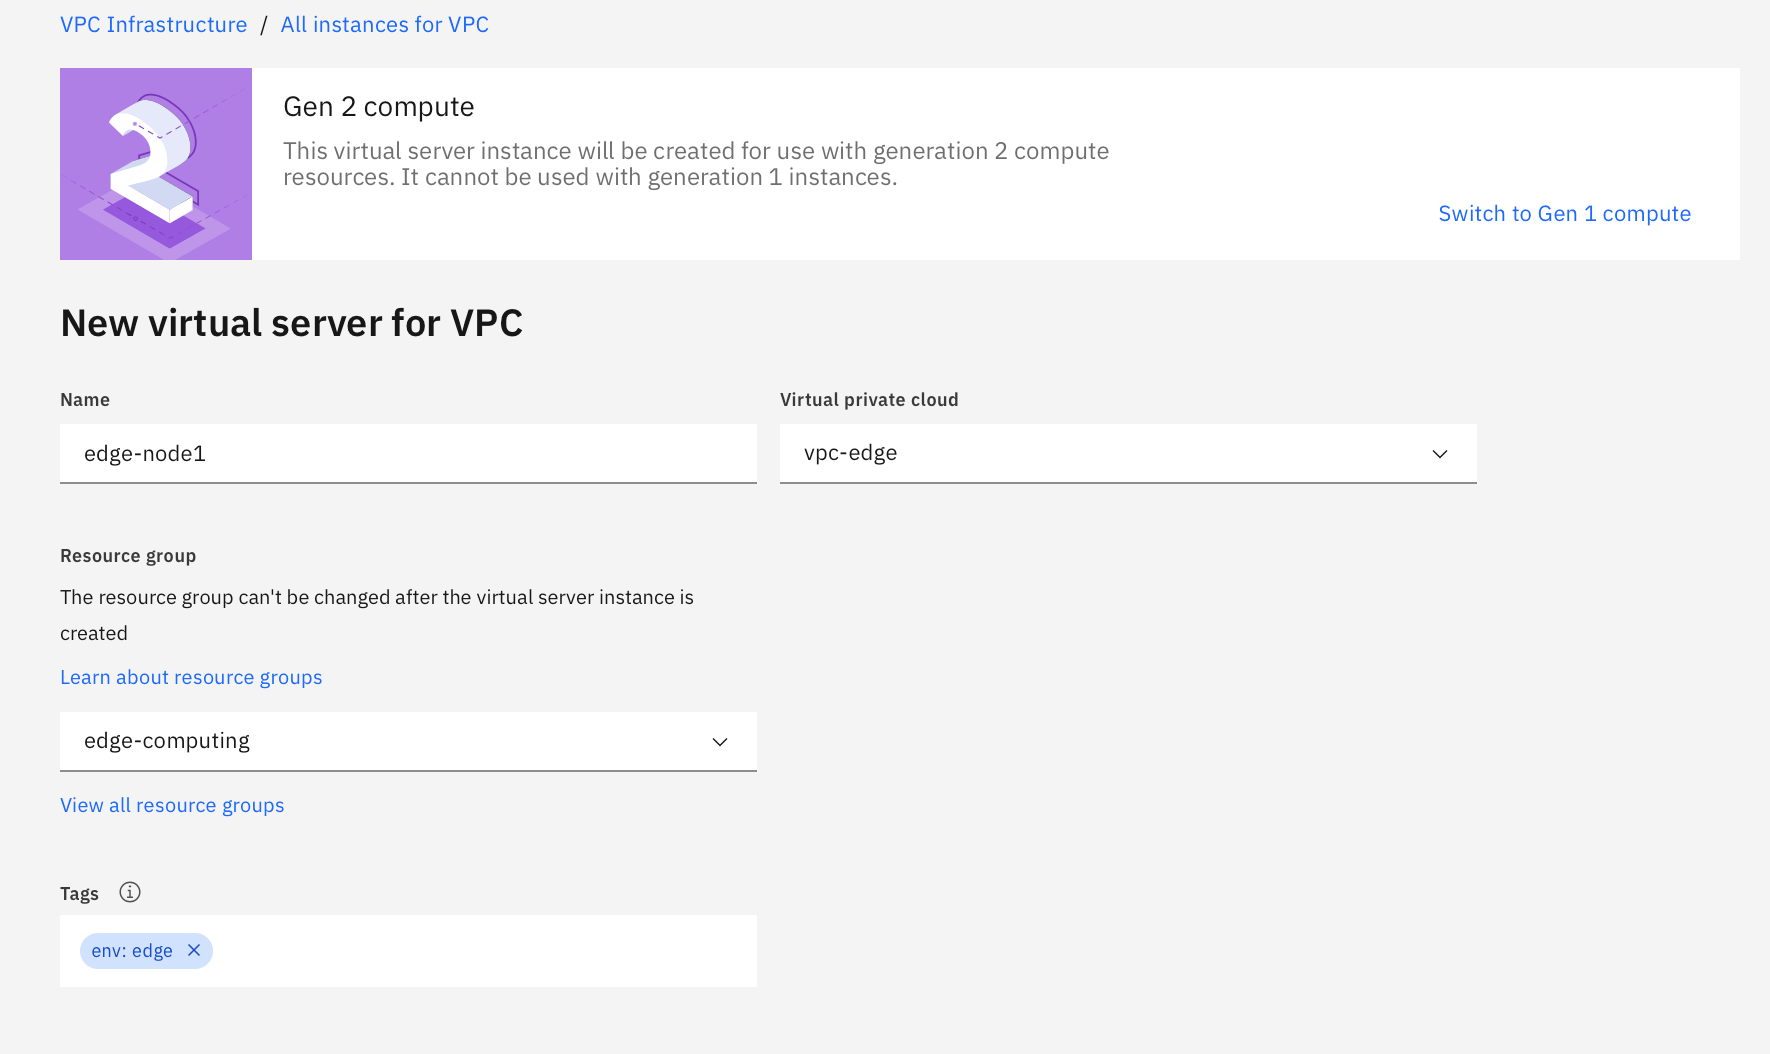 VPC Infrastructure / All instances for VPC
2
Gen 2 compute
This virtual server instance will be created for use with generation 2 compute
resources. It cannot be used with generation 1 instances.
Switch to Gen 1 compute
New virtual server for VPC
Name
Virtual private cloud
edge-node1
vpc-edge
Resource group
The resource group can't be changed after the virtual server instance is
created
Learn about resource groups
edge-computing
View all resource groups
Tags
env: edge